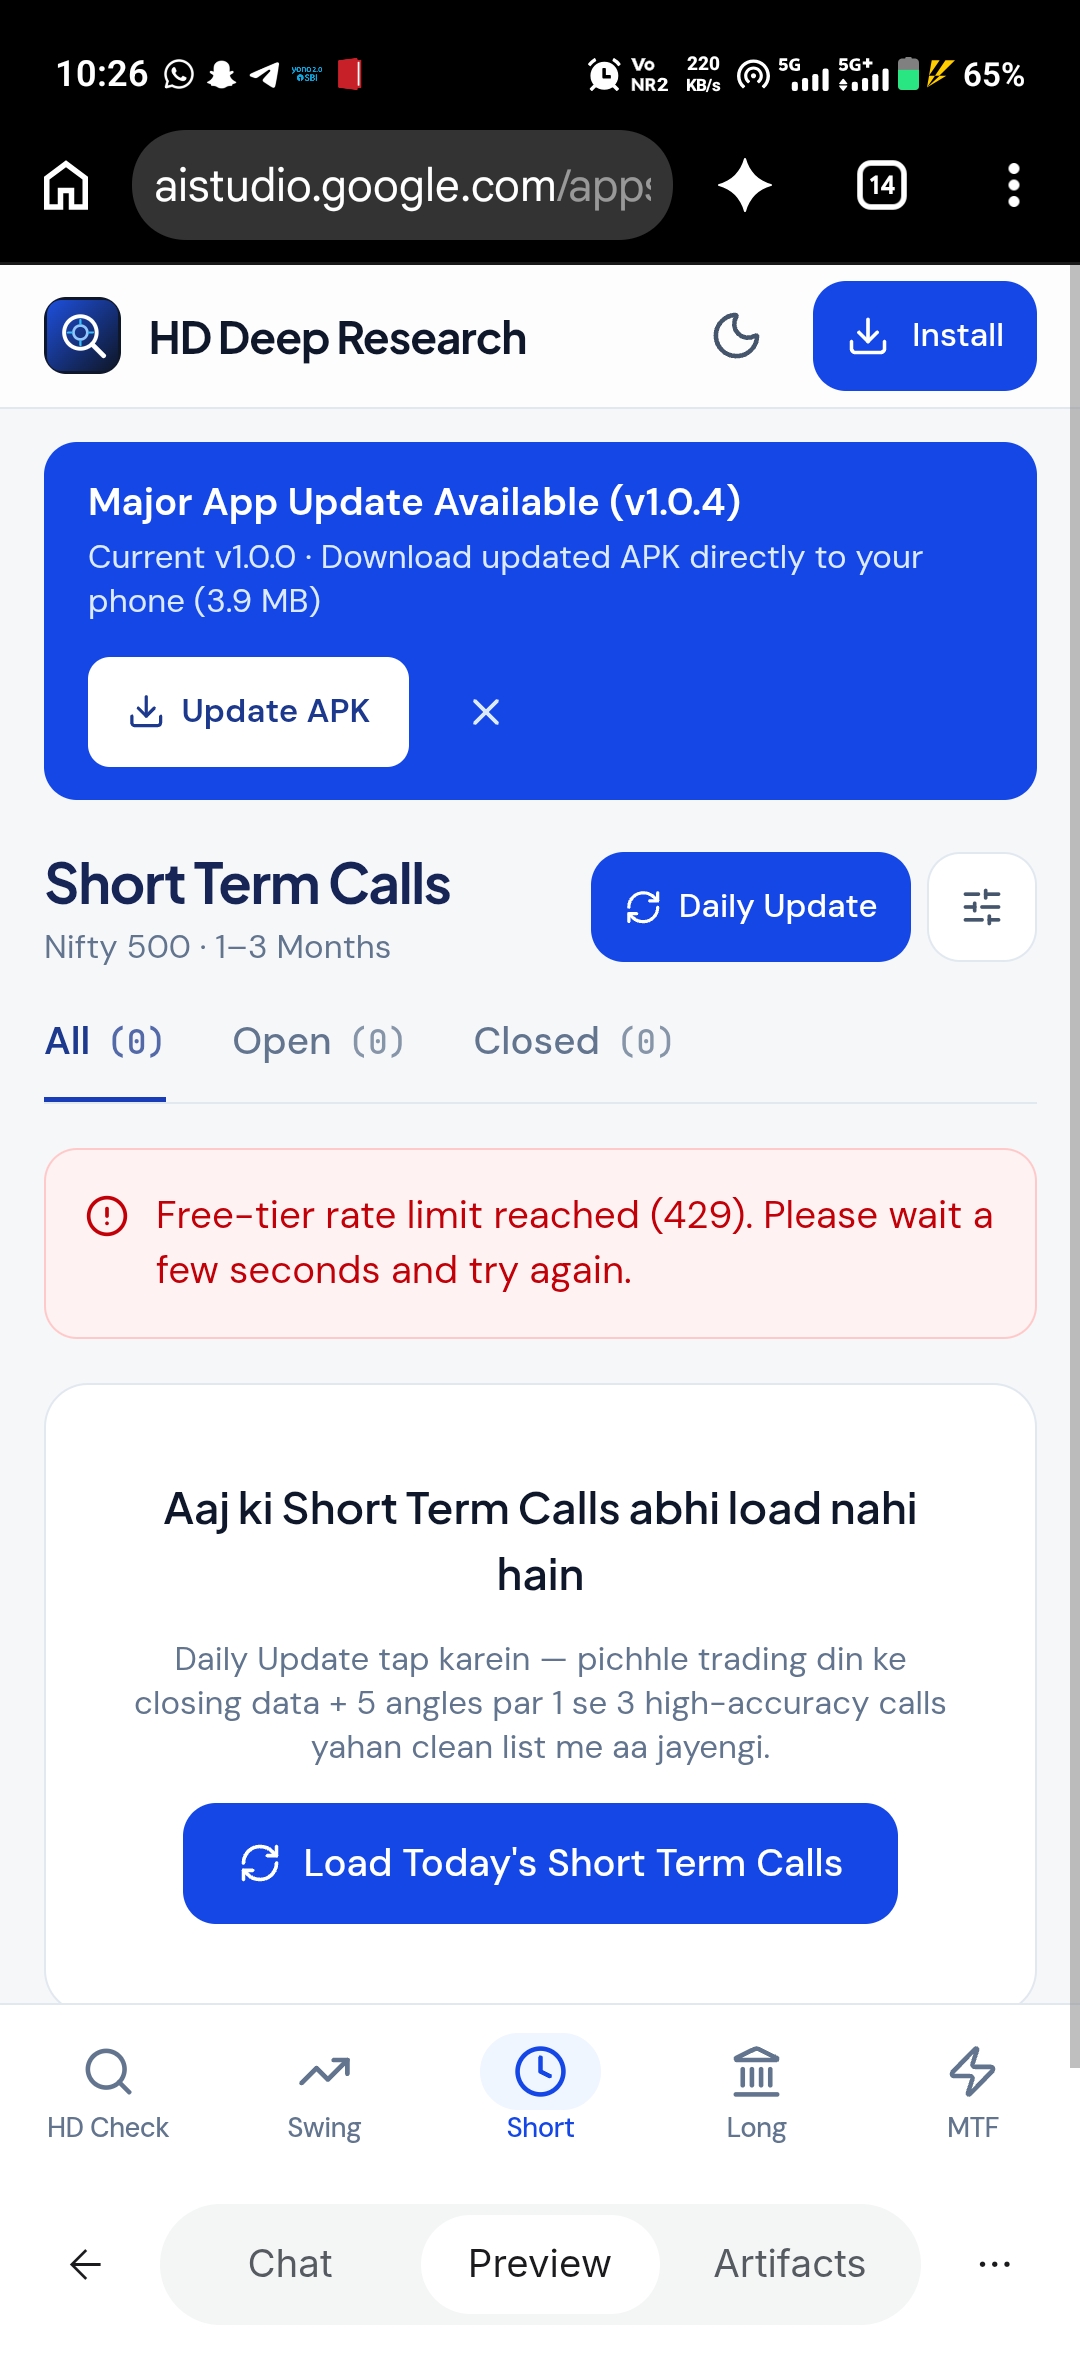 10:26
yono 2.0
SBI
Vo
NR2
220
KB/s
5G
5G+
65%
aistudio.google.com/apps
14
HD Deep Research
Install
Major App Update Available (v1.0.4)
Current v1.0.0 · Download updated APK directly to your
phone (3.9 MB)
Update APK
Short Term Calls
Nifty 500 · 1–3 Months
Daily Update
All (0)
Open (0)
Closed (0)
Free-tier rate limit reached (429). Please wait a
few seconds and try again.
Aaj ki Short Term Calls abhi load nahi
hain
Daily Update tap karein — pichhle trading din ke
closing data + 5 angles par 1 se 3 high-accuracy calls
yahan clean list me aa jayengi.
Load Today's Short Term Calls
HD Check
Swing
Short
Long
MTF
Chat
Preview
Artifacts